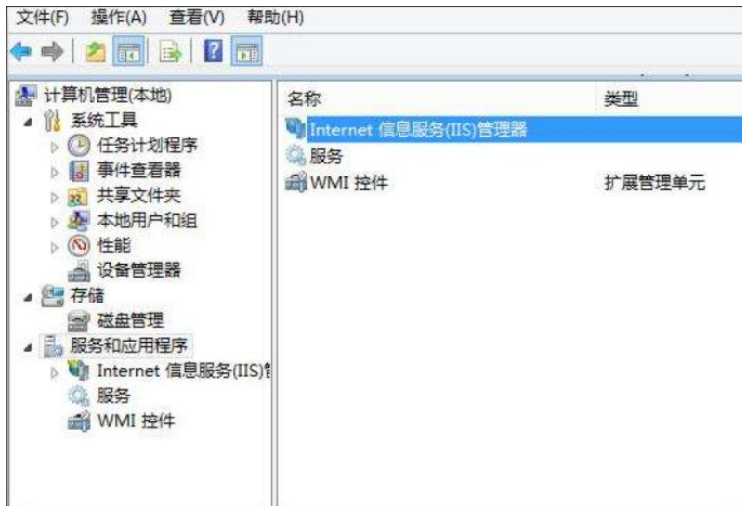 文件(F) 操作(A) 查看(V) 帮助(H)
计算机管理(本地)
系统工具
任务计划程序
事件查看器
共享文件夹
本地用户和组
性能
设备管理器
存储
磁盘管理
服务和应用程序
Internet 信息服务(IIS)
服务
WMI 控件
名称 类型
Internet 信息服务(IIS)管理器
服务
WMI 控件 扩展管理单元